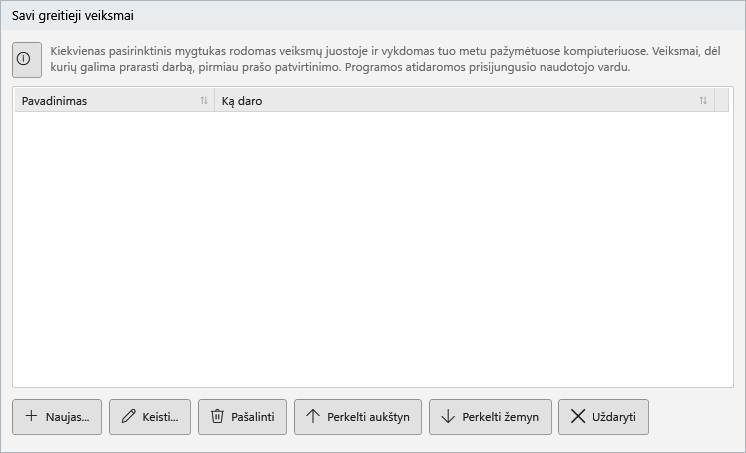 Savi greitieji veiksmai
Kiekvienas pasirinktinis mygtukas rodomas veiksmų juostoje ir vykdomas tuo metu pažymėtuose kompiuteriuose. Veiksmai, dėl
kurių galima prarasti darbą, pirmiau prašo patvirtinimo. Programos atidaromos prisijungusio naudotojo vardu.
Pavadinimas Ką daro
Naujas... Keisti... Pašalinti Perkelti aukštyn Perkelti žemyn Uždaryti